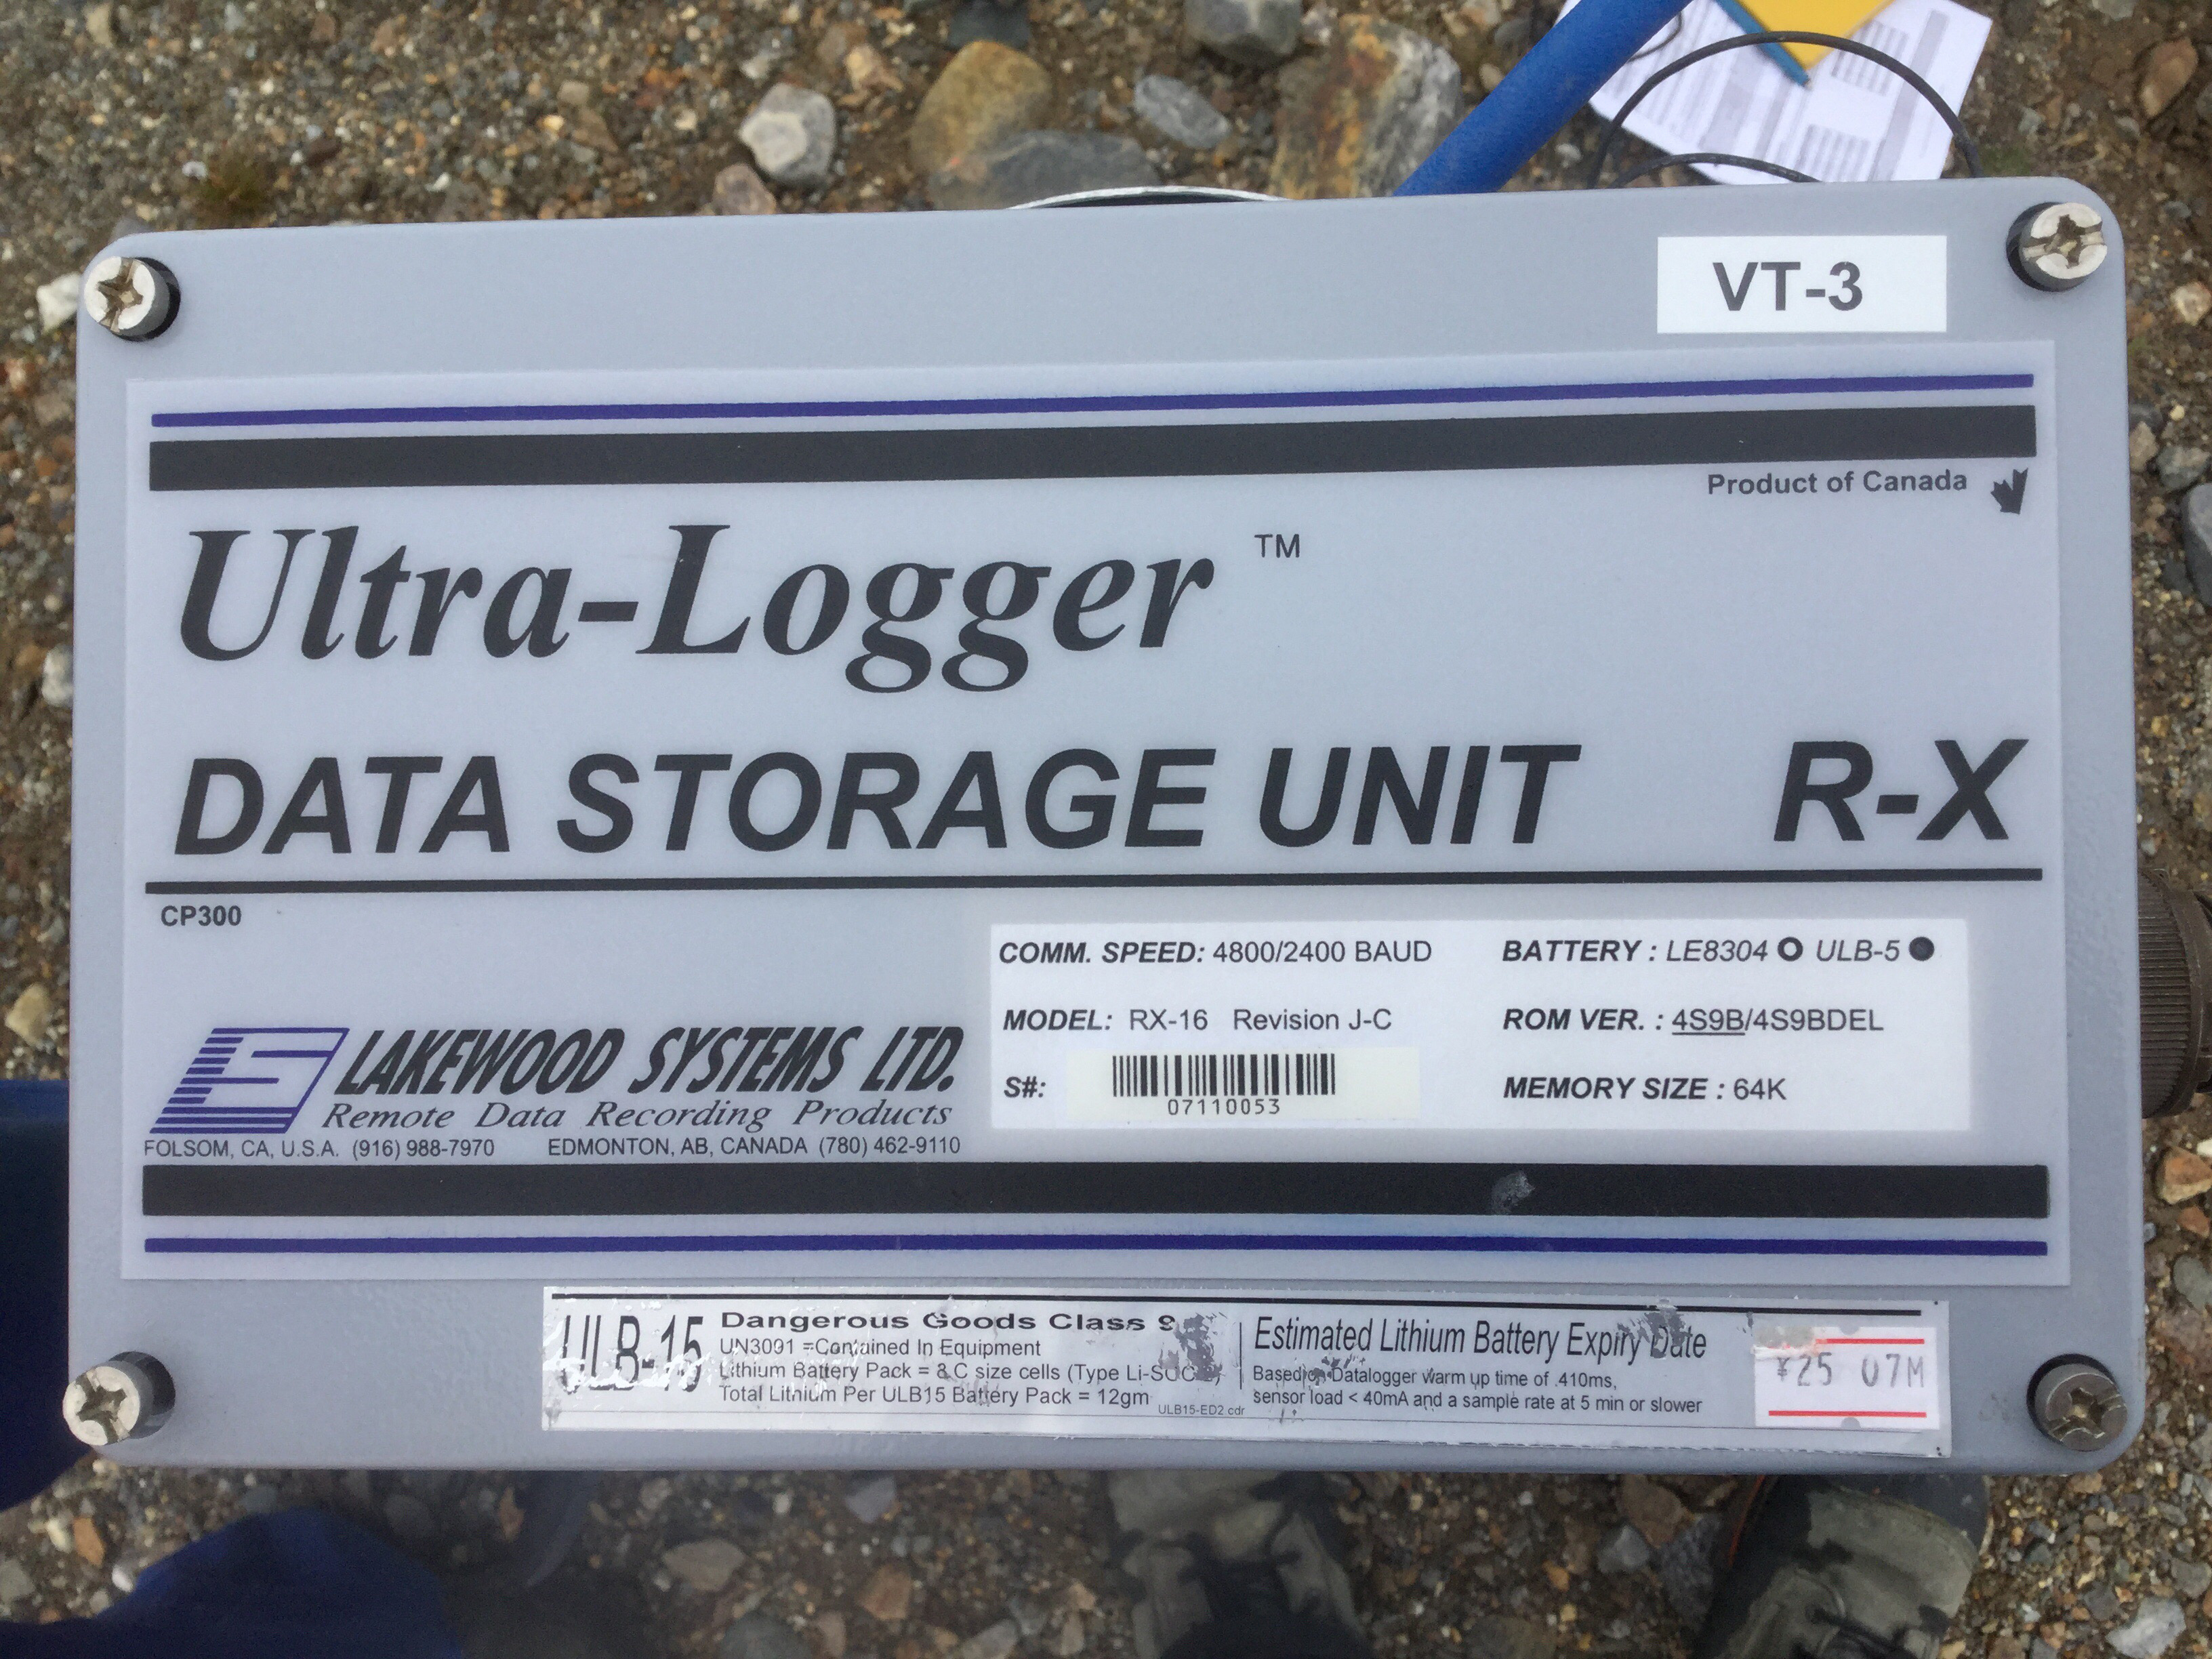 VT-3
Product of Canada
Ultra-Logger ™
DATA STORAGE UNIT R-X
CP300
COMM. SPEED: 4800/2400 BAUD BATTERY : LE8304 ULB-5
MODEL: RX-16 Revision J-C ROM VER. : 4S9B/4S9BDEL
S#: MEMORY SIZE : 64K
07110053
LAKEWOOD SYSTEMS LTD.
Remote Data Recording Products
FOLSOM, CA, U.S.A. (916) 988-7970 EDMONTON, AB, CANADA (780) 462-9110
ULB-15
Dangerous Goods Class 9
UN3091 =Contained In Equipment
Lithium Battery Pack = C size cells (Type
Total Lithium Per ULB15 Battery Pack = 12gm
ULB15-ED2.cdr
Estimated Lithium Battery Expiry Date
Based on Datalogger warm up time of .410ms,
sensor load < 40mA and a sample rate at 5 min or slower
25 07M